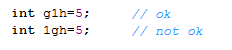 int g1h=5;     // ok
int 1gh=5;     // not ok